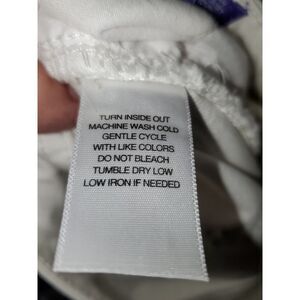 TURN INSIDE OUT
MACHINE WASH COLD
GENTLE CYCLE
WITH LIKE COLORS
DO NOT BLEACH
TUMBLE DRY LOW
LOW IRON IF NEEDED